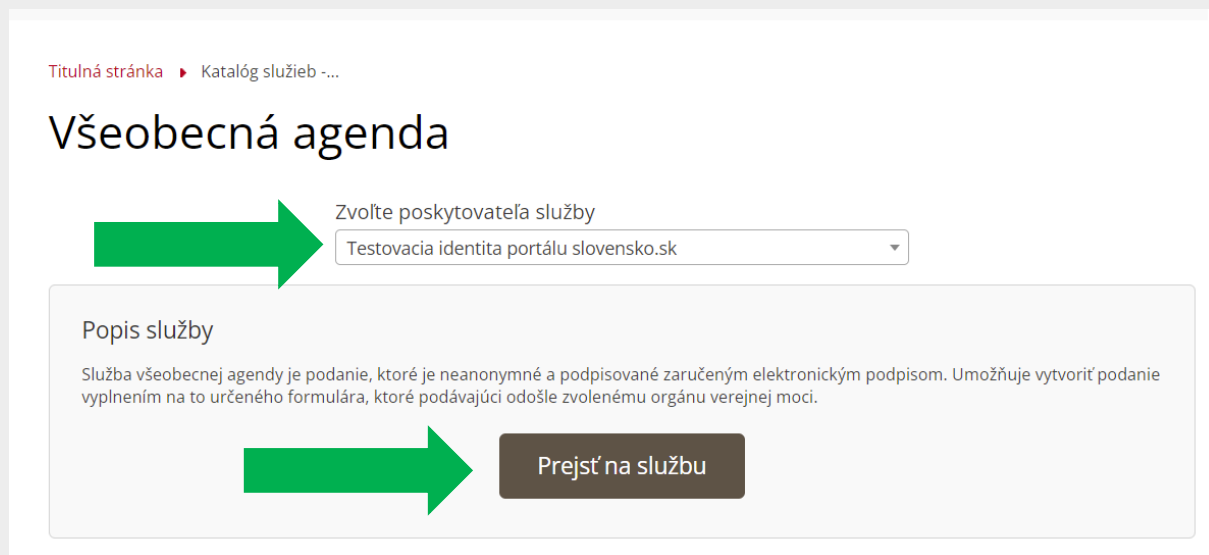 Titulná stránka Katalóg služieb -...
Všeobecná agenda
Zvoľte poskytovateľa služby
Testovacia identita portálu slovensko.sk
Popis služby
Služba všeobecnej agendy je podanie, ktoré je neanonymné a podpisované zaručeným elektronickým podpisom. Umožňuje vytvoriť podanie
vyplnením na to určeného formulára, ktoré podávajúci odošle zvolenému orgánu verejnej moci.
Prejsť na službu